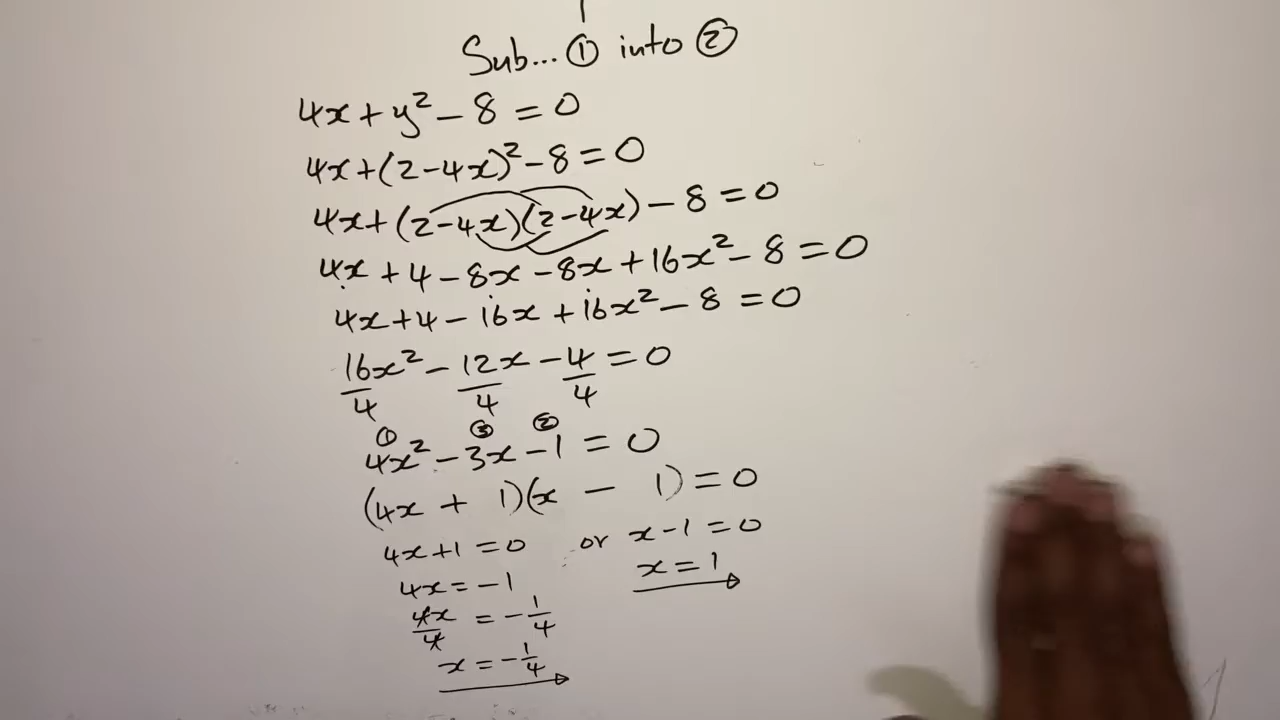 Sub... ① into ②
4x + y² - 8 = 0
4x + (2 - 4x)² - 8 = 0
4x + (2 - 4x)(2 - 4x) - 8 = 0
4x + 4 - 8x - 8x + 16x² - 8 = 0
4x + 4 - 16x + 16x² - 8 = 0
16x²/4 - 12x/4 - 4/4 = 0
① ③ ②
4x² - 3x - 1 = 0
(4x + 1)(x - 1) = 0
4x + 1 = 0 or x - 1 = 0
4x = -1 x = 1
4x/4 = -1/4
x = -1/4